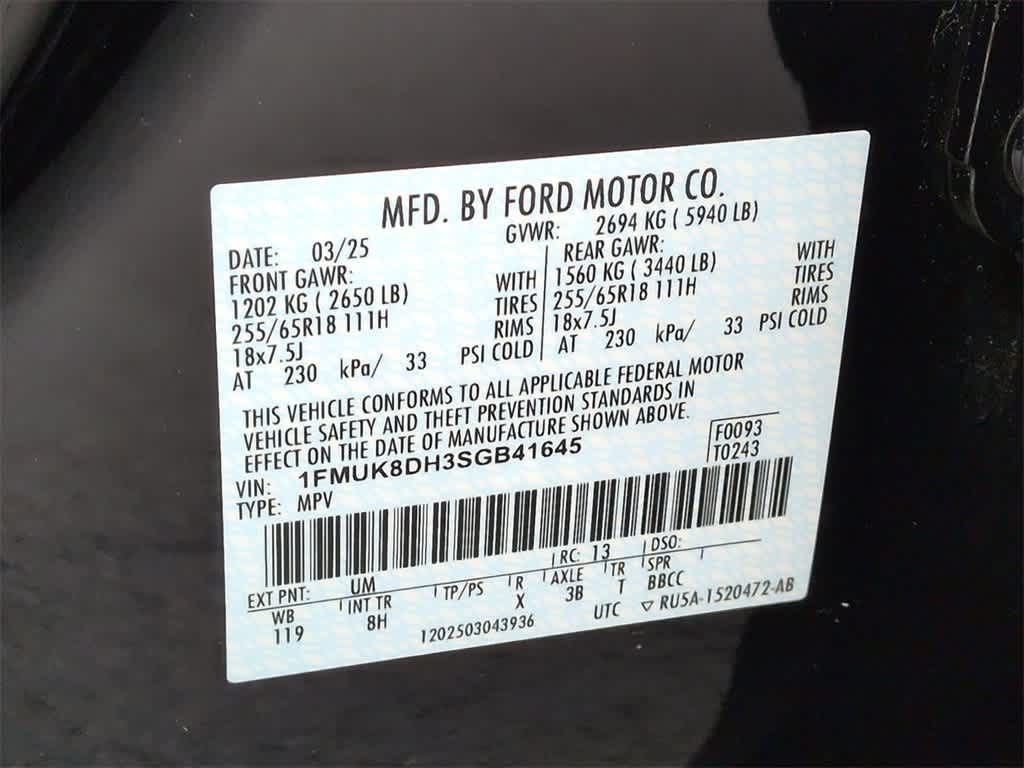 MFD. BY FORD MOTOR CO.
DATE: 03/25 GVWR: 2694 KG ( 5940 LB)
FRONT GAWR: REAR GAWR:
1202 KG ( 2650 LB) WITH 1560 KG ( 3440 LB) WITH
255/65R18 111H TIRES 255/65R18 111H TIRES
18x7.5J RIMS 18x7.5J RIMS
AT 230 kPa/ 33 PSI COLD AT 230 kPa/ 33 PSI COLD
THIS VEHICLE CONFORMS TO ALL APPLICABLE FEDERAL MOTOR
VEHICLE SAFETY AND THEFT PREVENTION STANDARDS IN
EFFECT ON THE DATE OF MANUFACTURE SHOWN ABOVE.
VIN: 1FMUK8DH3SGB41645 F0093
TYPE: MPV T0243
EXT PNT: UM RC: 13 DSO:
WB INT TR TP/PS R AXLE TR SPR
119 8H X 3B T BBCC
1202503043936 UTC ▽ RU5A-1520472-AB